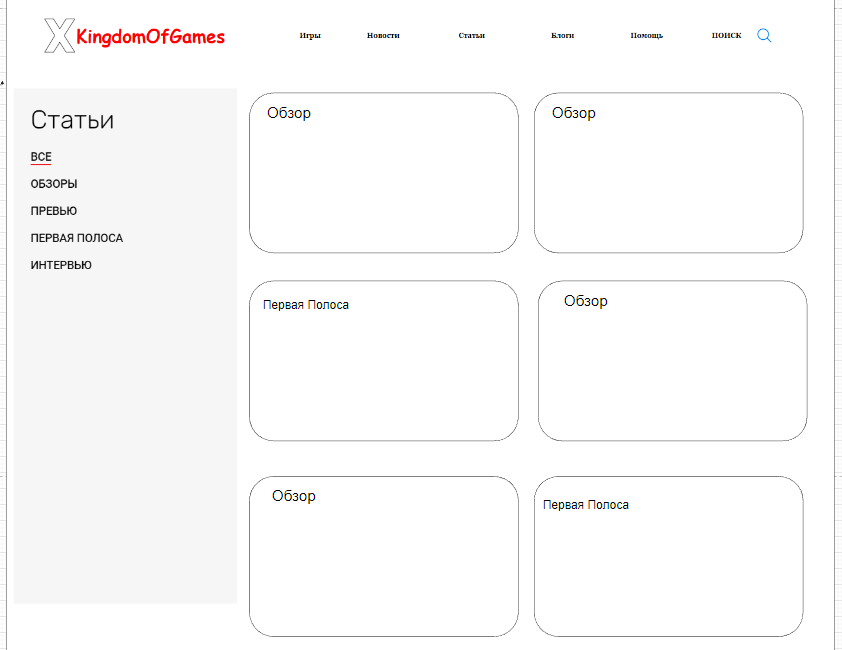 X KingdomOfGames
Игры Новости Статьи Блоги Помощь ПОИСК
Статьи
ВСЕ
ОБЗОРЫ
ПРЕВЬЮ
ПЕРВАЯ ПОЛОСА
ИНТЕРВЬЮ
Обзор
Обзор
Первая Полоса
Обзор
Обзор
Первая Полоса